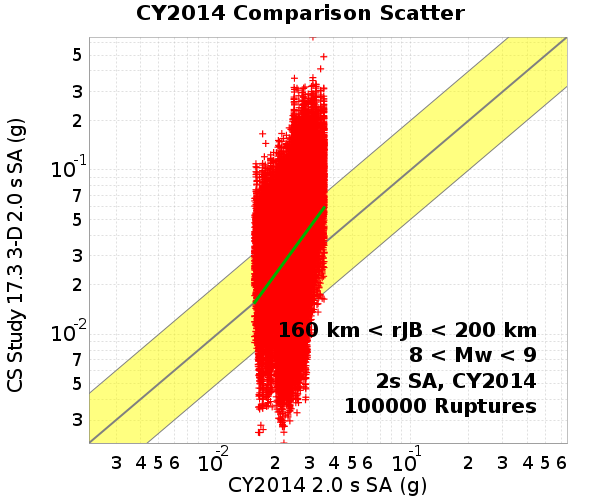 CY2014 Comparison Scatter
CS Study 17.3 3-D 2.0 s SA (g)
5
3
2
10⁻¹
7
5
3
2
10⁻²
7
5
3
160 km < rJB < 200 km
8 < Mw < 9
2s SA, CY2014
100000 Ruptures
3 4 5 6 10⁻² 2 3 4 5 6 10⁻¹ 2 3 4 5 6
CY2014 2.0 s SA (g)